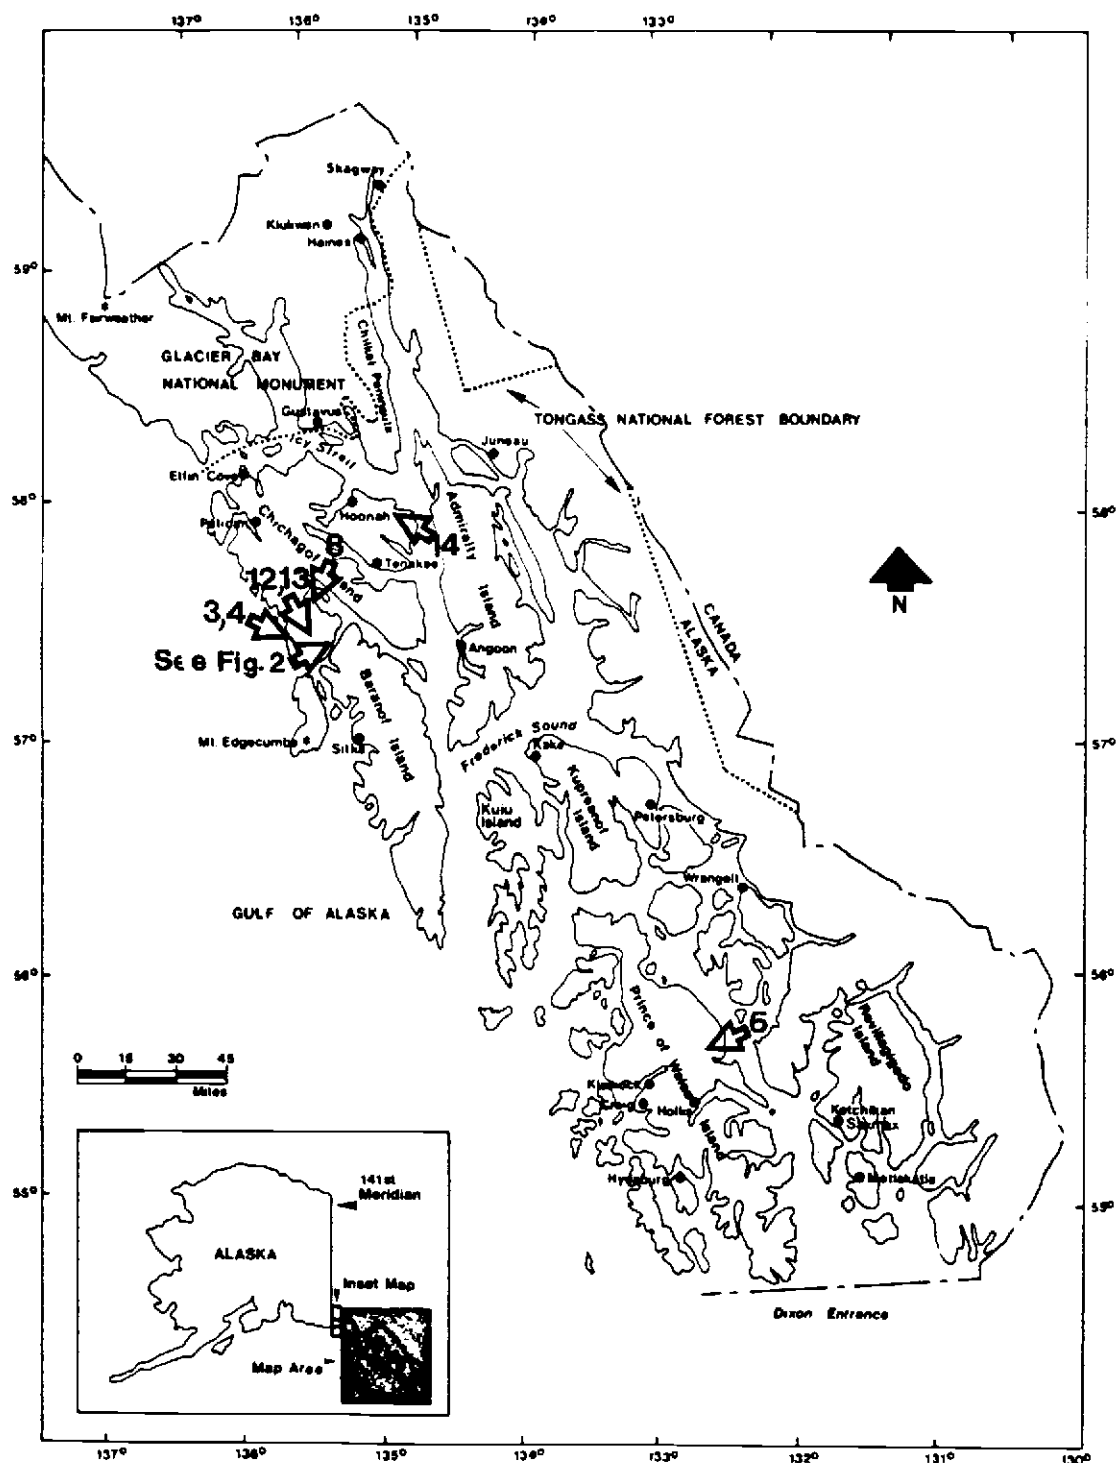 137° 136° 135° 136° 133°
Skagway
Klukwan
Haines
59°
Mt. Fairweather
GLACIER BAY
NATIONAL MONUMENT
Chilkat Peninsula
Gustavus
TONGASS NATIONAL FOREST BOUNDARY
Icy Strait
Juneau
Elfin Cove
58°
58°
Pelican
Hoonah
Admiralty
Island
Chichagof Island
14
8
Tenakee
12,13
3,4
N
CANADA
ALASKA
See Fig. 2
Angoon
Baranof Island
57°
57°
Mt. Edgecumbe
Sitka
Frederick Sound
Kake
Kupreanof
Island
Kuiu
Island
Petersburg
Wrangell
GULF OF ALASKA
56°
56°
Prince of Wales Island
5
Revillagigedo
Island
0 15 30 45
Miles
Klawock
Craig
Hollis
Ketchikan
Saxman
Hydaburg
Metlakatla
55°
59°
141st
Meridian
ALASKA
Inset Map
Map Area
Dixon Entrance
137° 136° 135° 134° 133° 132° 131° 130°